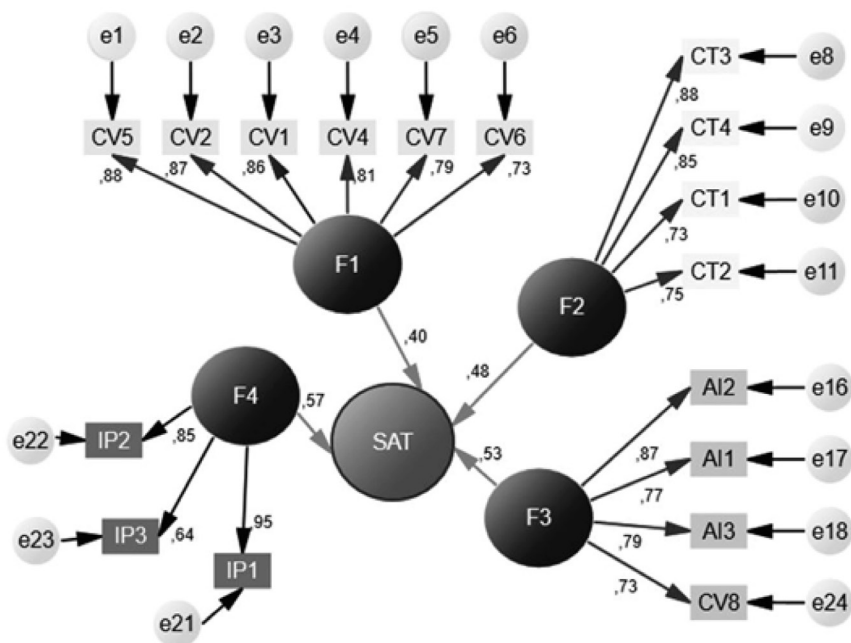 e1 e2 e3 e4 e5 e6
CV5 CV2 CV1 CV4 CV7 CV6
,88 ,87 ,86 ,81 ,79 ,73
F1
CT3 e8
,88
CT4 e9
,85
CT1 e10
,73
CT2 e11
,75
F2
,40
,48
F4
,57
SAT
,53
e22 IP2 ,85
e23 IP3 ,64
,95
IP1
e21
F3
AI2 e16
,87
AI1 e17
,77
AI3 e18
,79
CV8 e24
,73